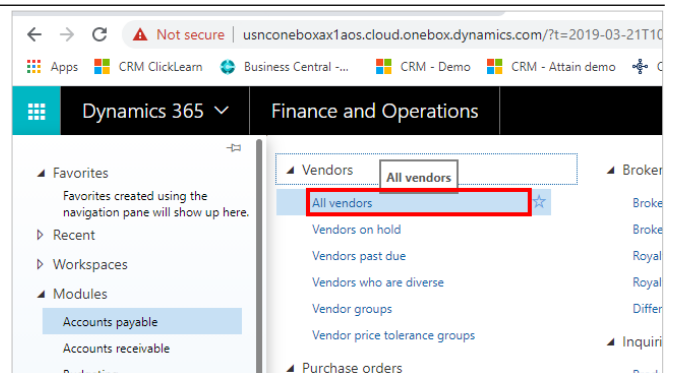 Not secure | usnconeboxax1aos.cloud.onebox.dynamics.com/?t=2019-03-21T10
Apps CRM ClickLearn Business Central -... CRM - Demo CRM - Attain demo
Dynamics 365 Finance and Operations
Favorites
Favorites created using the
navigation pane will show up here.
Recent
Workspaces
Modules
Accounts payable
Accounts receivable
Vendors
All vendors
All vendors
Vendors on hold
Vendors past due
Vendors who are diverse
Vendor groups
Vendor price tolerance groups
Purchase orders
Broker
Broke
Broke
Royal
Royal
Differ
Inquiri